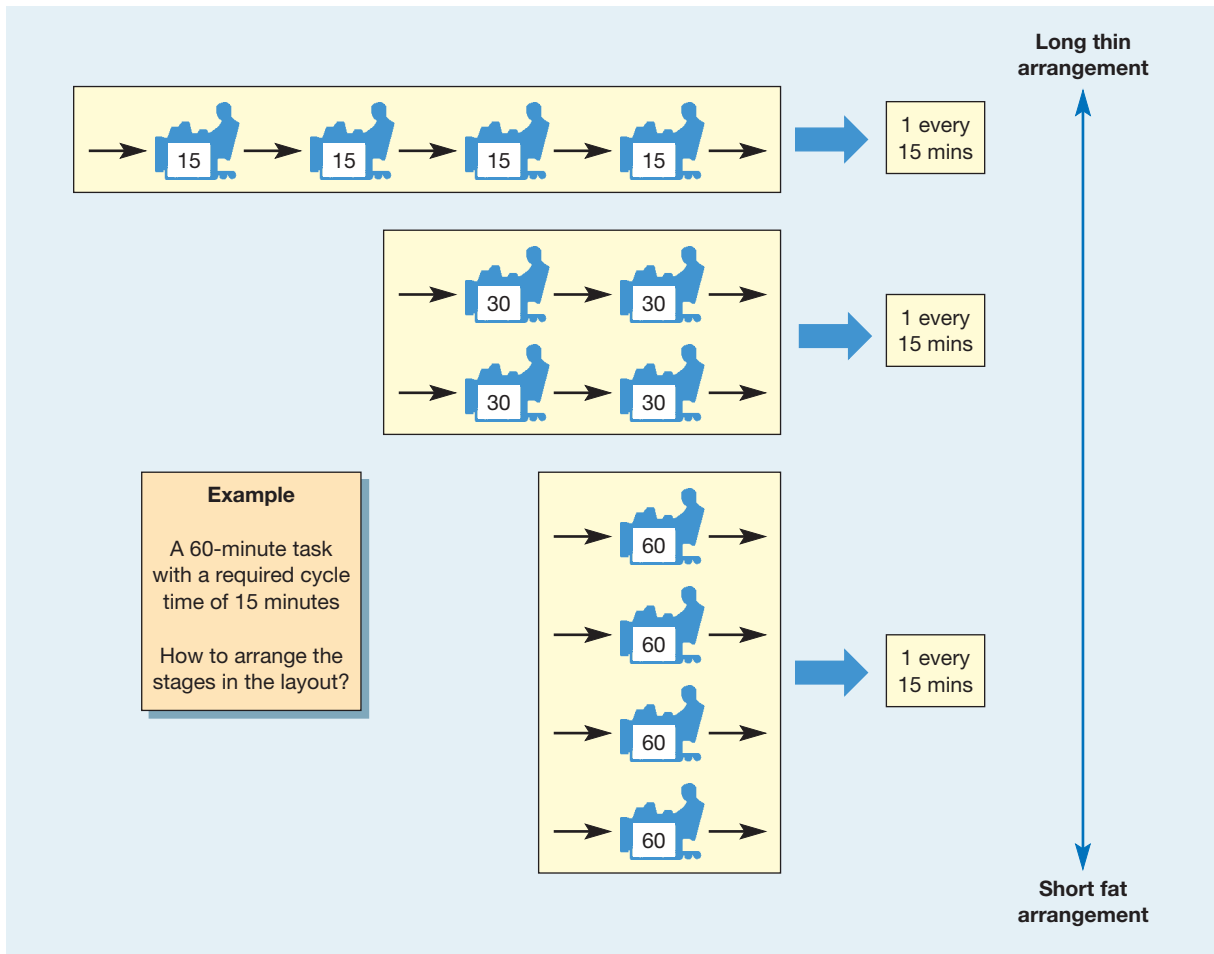 Long thin
arrangement
15
15
15
15
1 every
15 mins
30
30
30
30
1 every
15 mins
Example
A 60-minute task
with a required cycle
time of 15 minutes
How to arrange the
stages in the layout?
60
60
60
60
1 every
15 mins
Short fat
arrangement